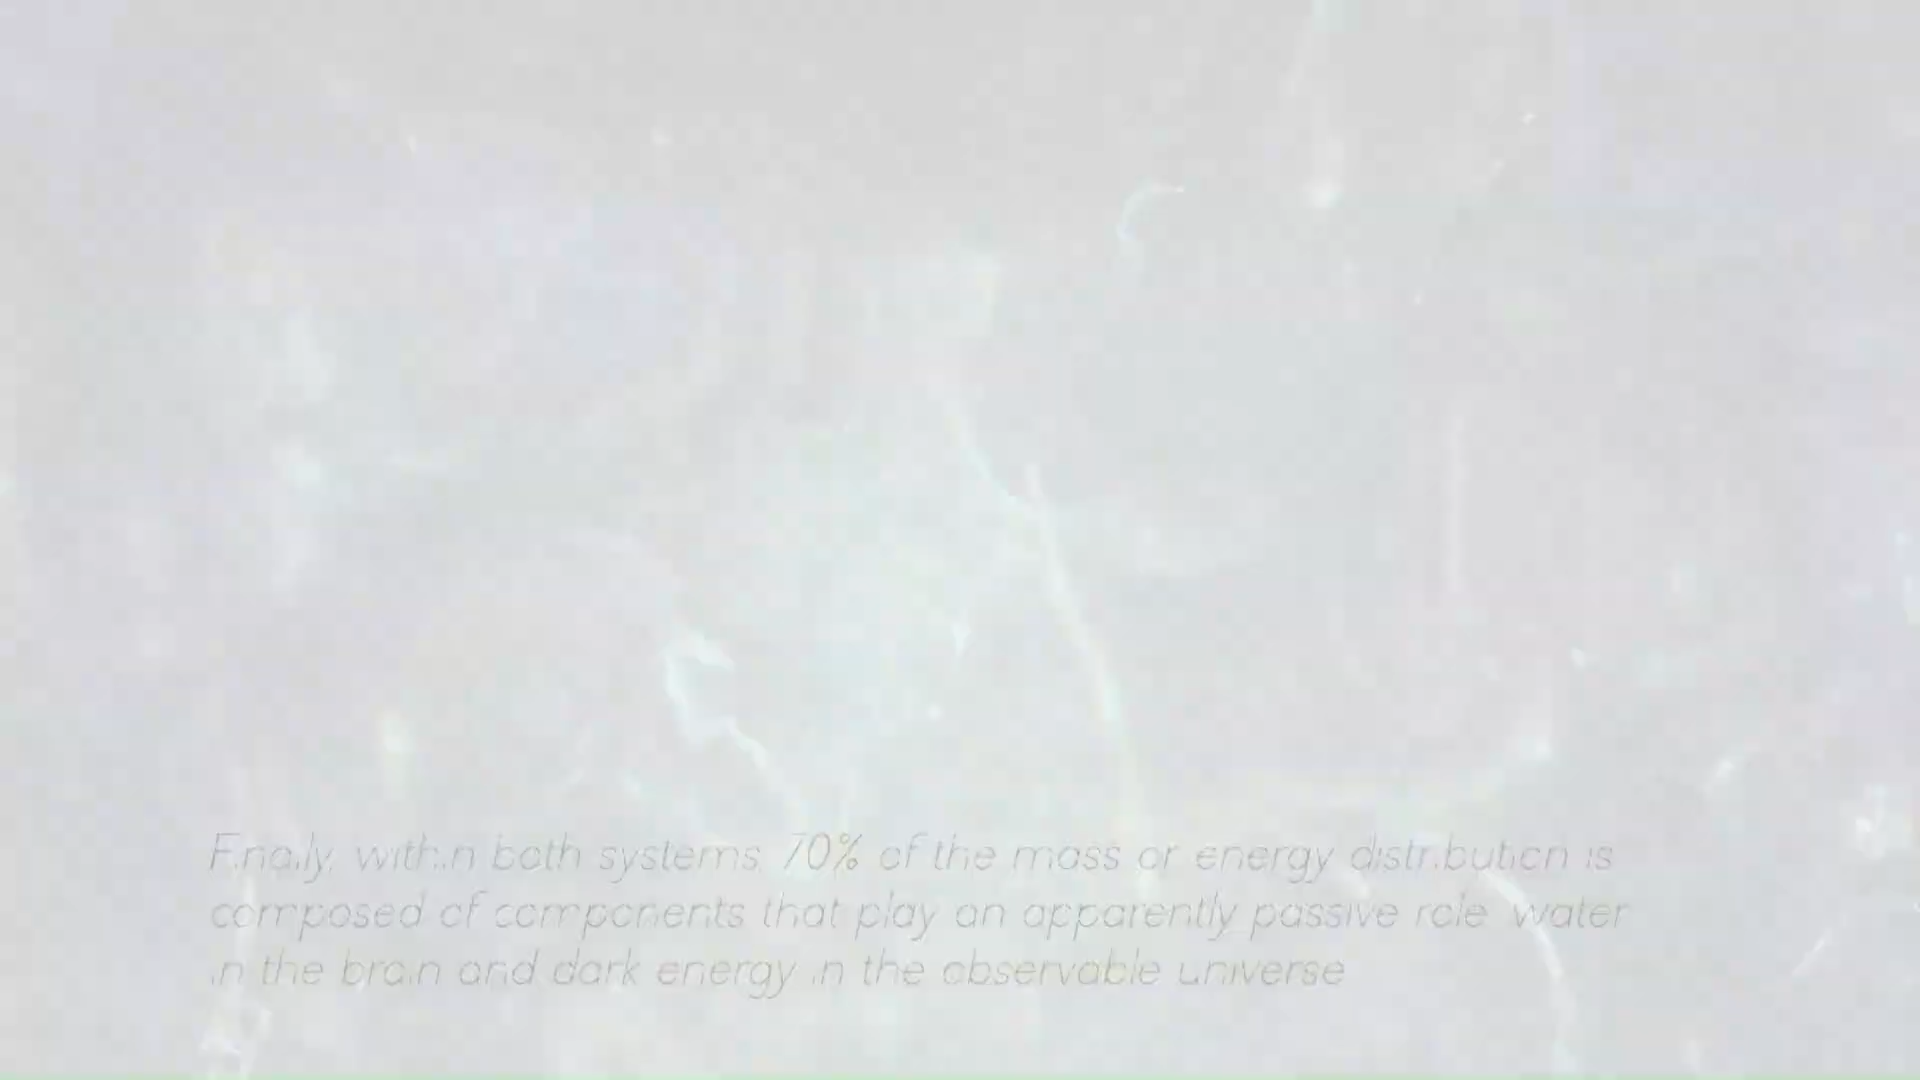 Finally, within both systems, 70% of the mass or energy distribution is
composed of components that play an apparently passive role water
in the brain and dark energy in the observable universe